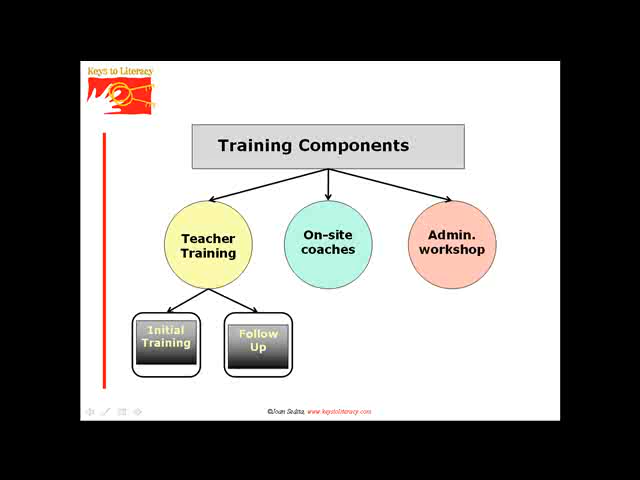 Keys to Literacy
Training Components
Teacher
Training
On-site
coaches
Admin.
workshop
Initial
Training
Follow
Up
©Joan Sedita, www.keystoliteracy.com